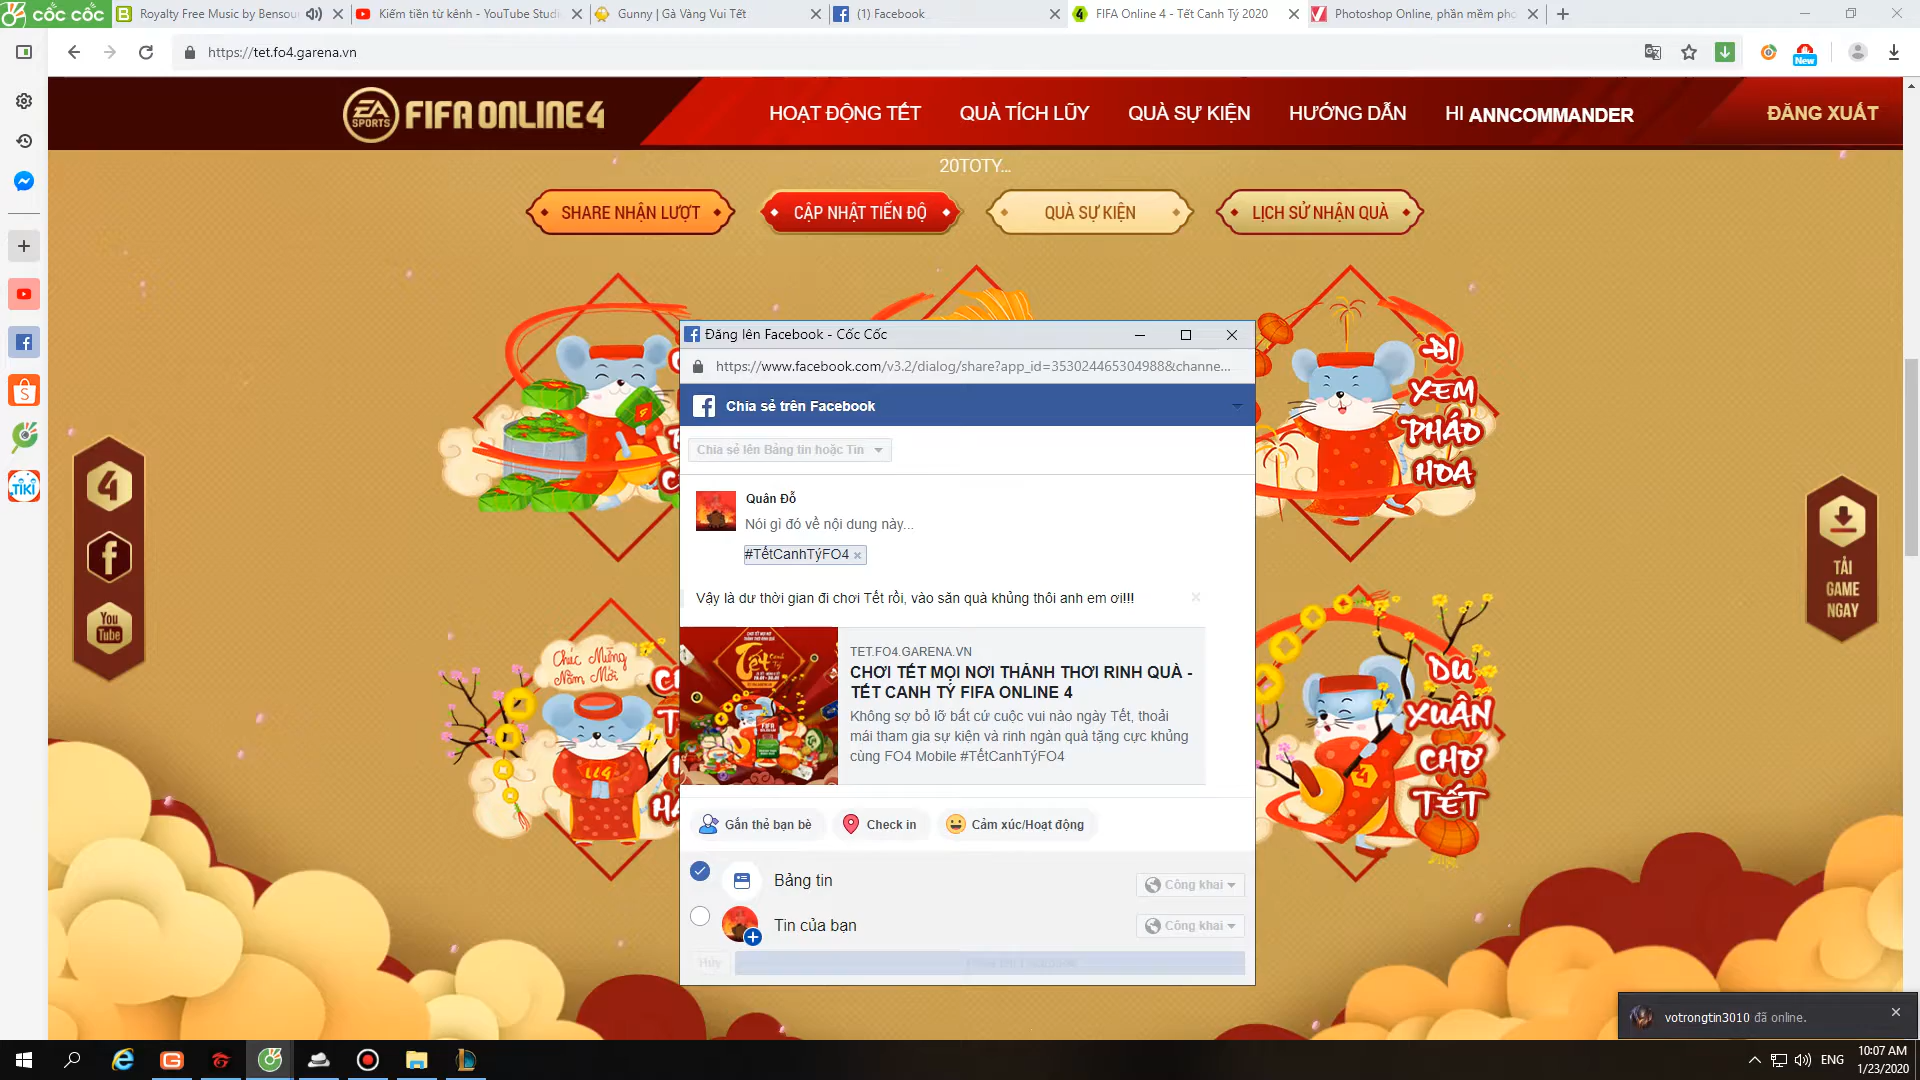 CỐC CỐC
Royalty Free Music by Bensou
Kiếm tiền từ kênh - YouTube Studi
Gunny | Gà Vàng Vui Tết
(1) Facebook
FIFA Online 4 - Tết Canh Tý 2020
Photoshop Online, phần mềm pho
https://tet.fo4.garena.vn
New
EA SPORTS FIFA ONLINE 4
HOẠT ĐỘNG TẾT
QUÀ TÍCH LŨY
QUÀ SỰ KIỆN
HƯỚNG DẪN
HI ANNCOMMANDER
ĐĂNG XUẤT
20TOTY...
SHARE NHẬN LƯỢT
CẬP NHẬT TIẾN ĐỘ
QUÀ SỰ KIỆN
LỊCH SỬ NHẬN QUÀ
Đăng lên Facebook - Cốc Cốc
https://www.facebook.com/v3.2/dialog/share?app_id=353024465304988&channe...
Chia sẻ trên Facebook
Chia sẻ lên Bảng tin hoặc Tin
Quân Đỗ
Nói gì đó về nội dung này...
#TếtCanhTýFO4
Vậy là dư thời gian đi chơi Tết rồi, vào săn quà khủng thôi anh em ơi!!!
TET.FO4.GARENA.VN
CHƠI TẾT MỌI NƠI THẢNH THƠI RINH QUÀ -
TẾT CANH TÝ FIFA ONLINE 4
Không sợ bỏ lỡ bất cứ cuộc vui nào ngày Tết, thoải
mái tham gia sự kiện và rinh ngàn quà tặng cực khủng
cùng FO4 Mobile #TếtCanhTýFO4
Gắn thẻ bạn bè
Check in
Cảm xúc/Hoạt động
Bảng tin
Công khai
Tin của bạn
Công khai
Hủy
ĐI
XEM
PHÁO
HOA
Chúc Mừng
Năm Mới
DU
XUÂN
CHỢ
TẾT
4
You
Tube
TẢI
GAME
NGAY
TIKI
votrongtin3010 đã online.
ENG
10:07 AM
1/23/2020